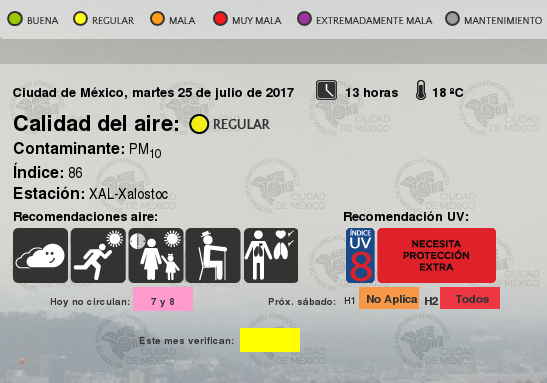 BUENA REGULAR MALA MUY MALA EXTREMADAMENTE MALA MANTENIMIENTO
Ciudad de México, martes 25 de julio de 2017 13 horas 18 ºC
Calidad del aire: REGULAR
Contaminante: PM10
Índice: 86
Estación: XAL-Xalostoc
Recomendaciones aire: Recomendación UV:
ÍNDICE
UV
8
NECESITA
PROTECCIÓN
EXTRA
Hoy no circulan: 7 y 8 Próx. sábado: H1 No Aplica H2 Todos
Este mes verifican: